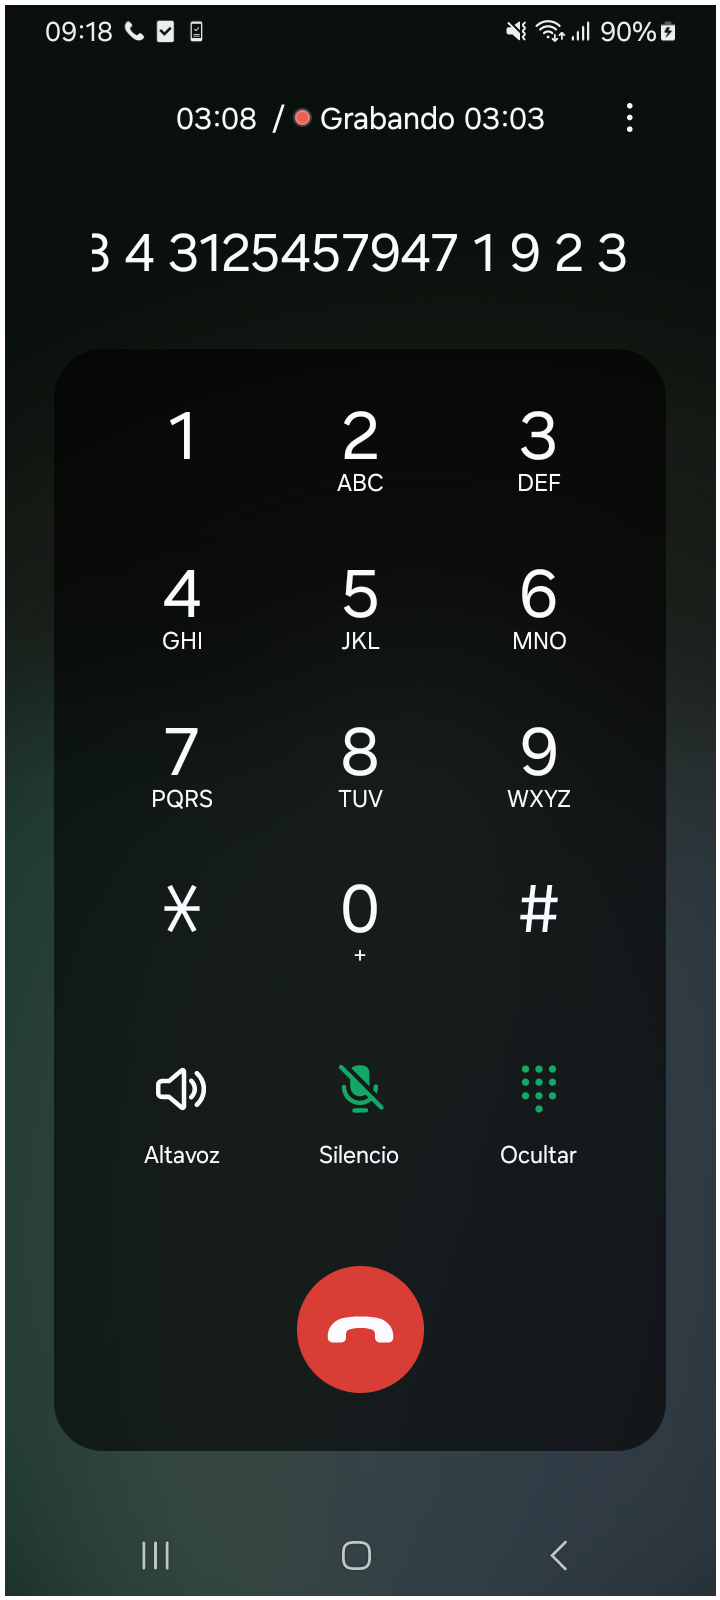 09:18 90%
03:08 / Grabando 03:03
3 4 3125457947 1 9 2 3
1 2 3
ABC DEF
4 5 6
GHI JKL MNO
7 8 9
PQRS TUV WXYZ
* 0 #
+
Altavoz Silencio Ocultar